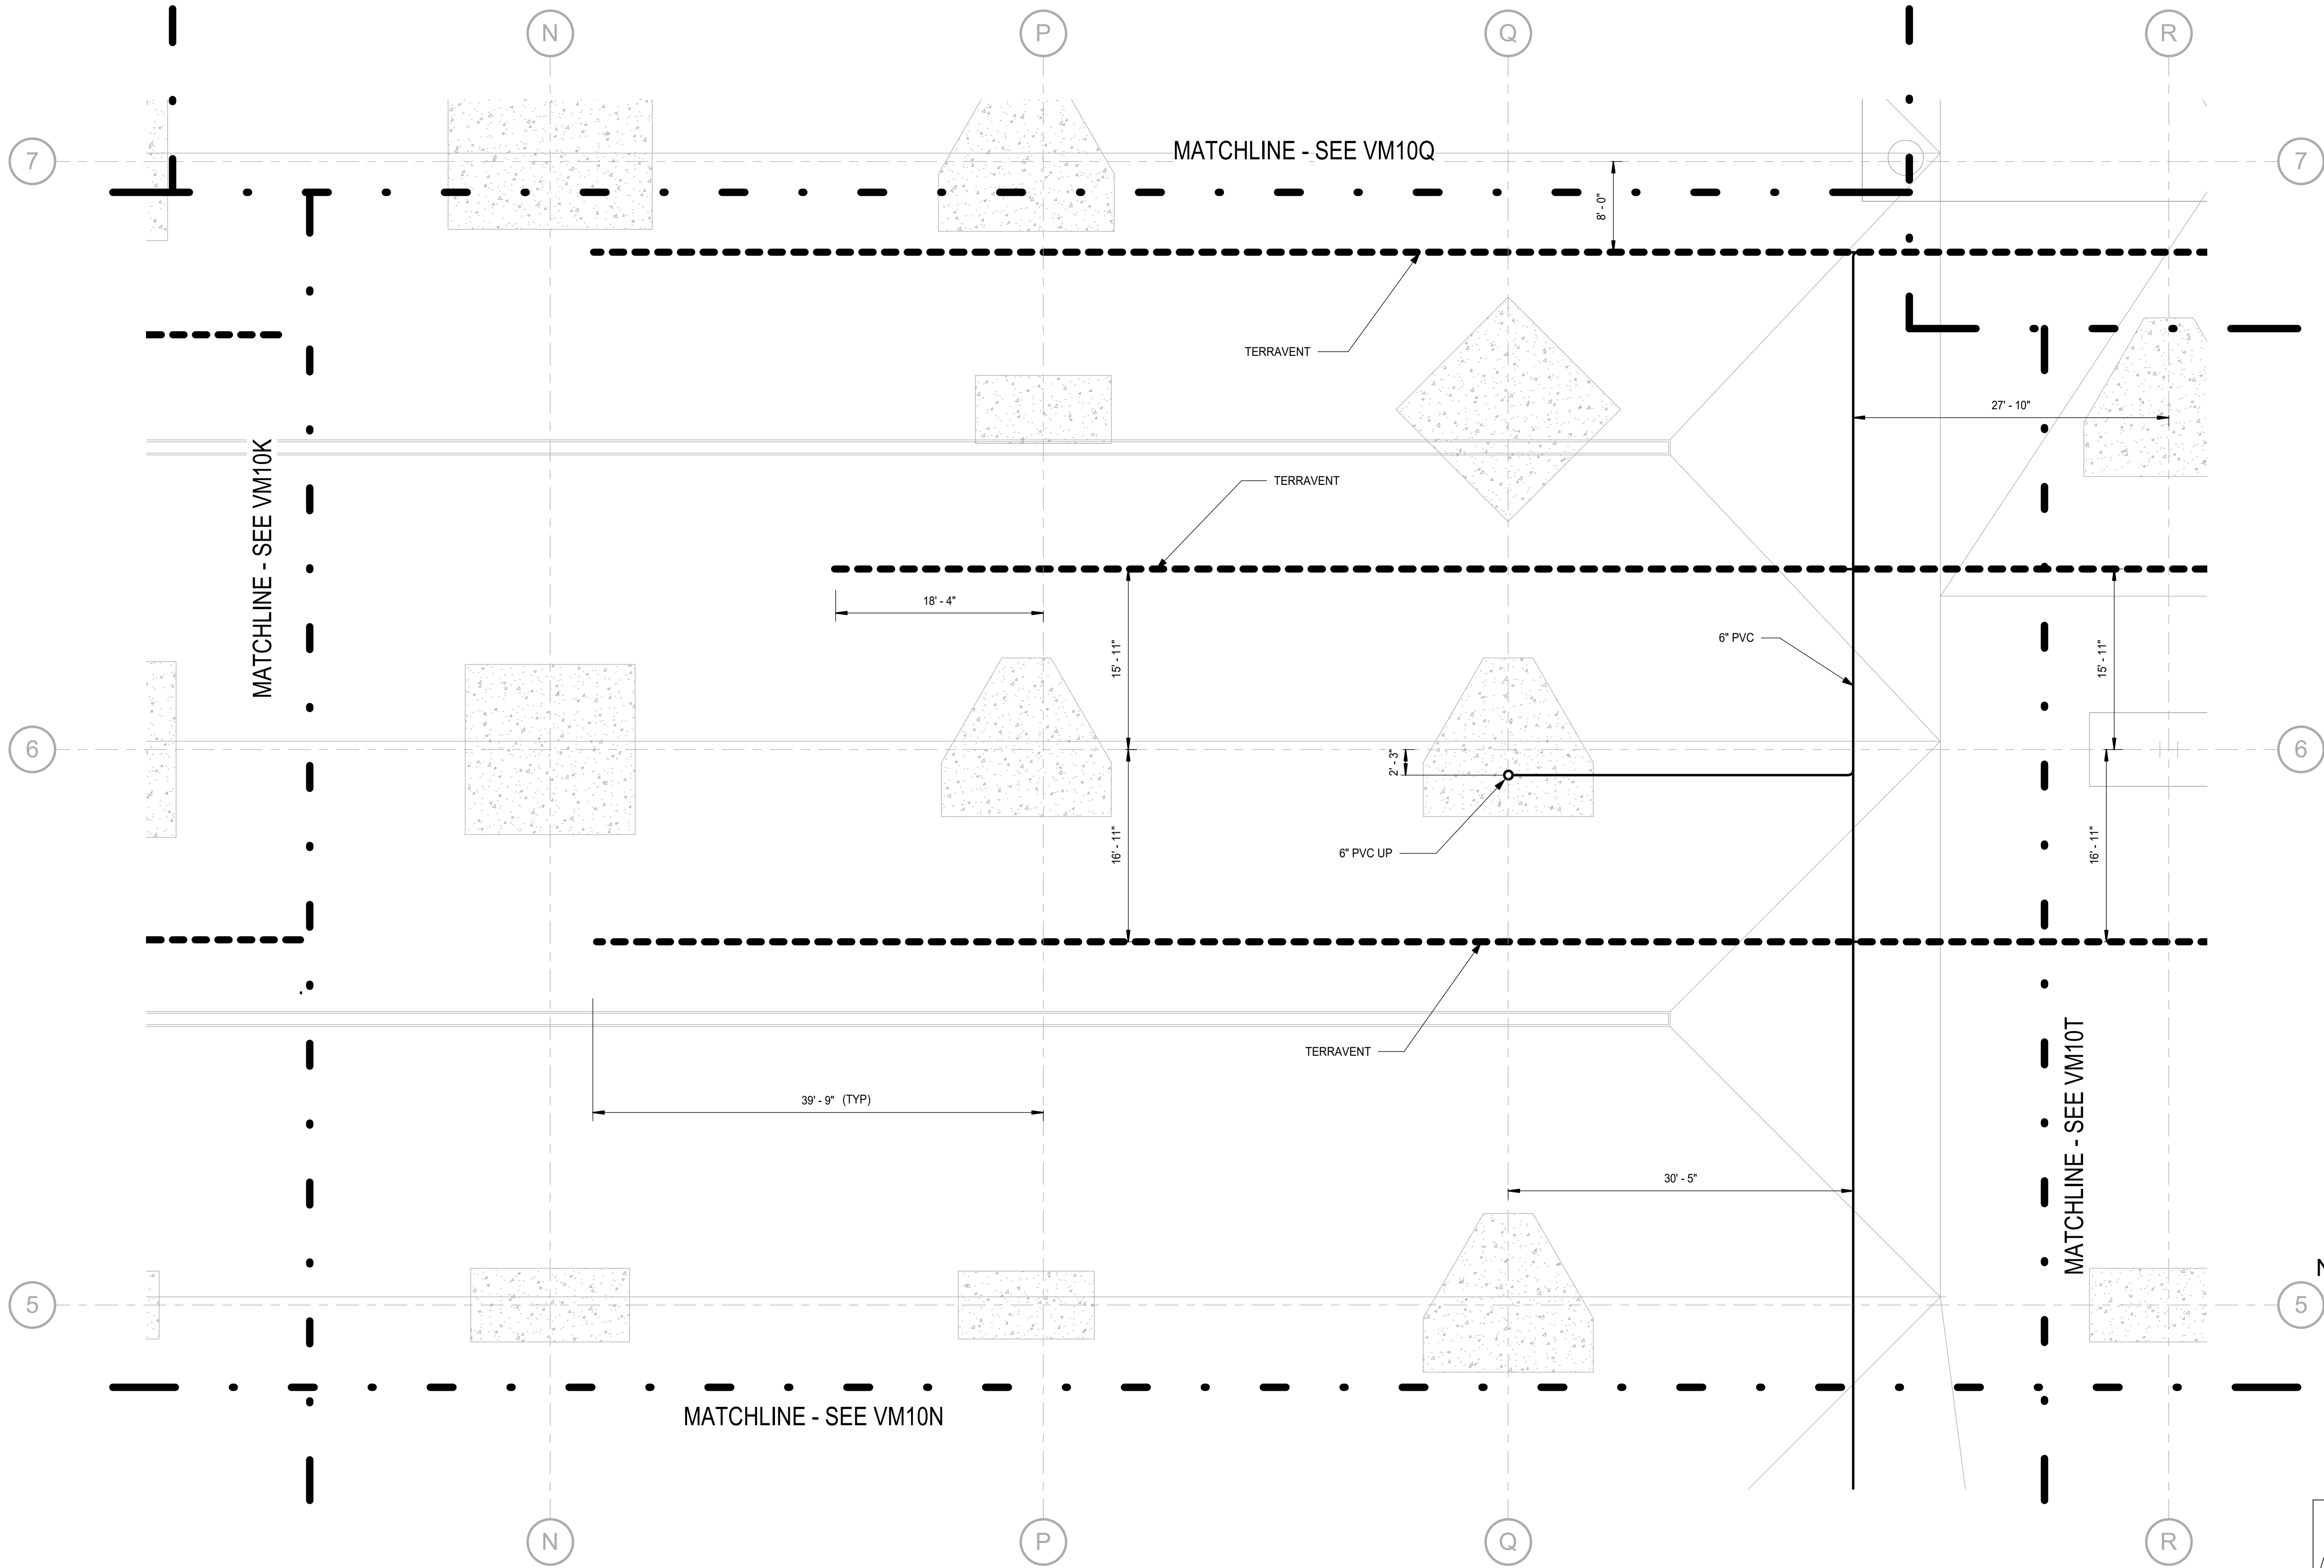 N
P
Q
R
7
MATCHLINE - SEE VM10Q
7
8' - 0"
TERRAVENT
27' - 10"
MATCHLINE - SEE VM10K
TERRAVENT
18' - 4"
15' - 11"
6" PVC
15' - 11"
6
2' - 3"
6
16' - 11"
6" PVC UP
16' - 11"
TERRAVENT
MATCHLINE - SEE VM10T
39' - 9" (TYP)
30' - 5"
N
5
5
MATCHLINE - SEE VM10N
N
P
Q
R